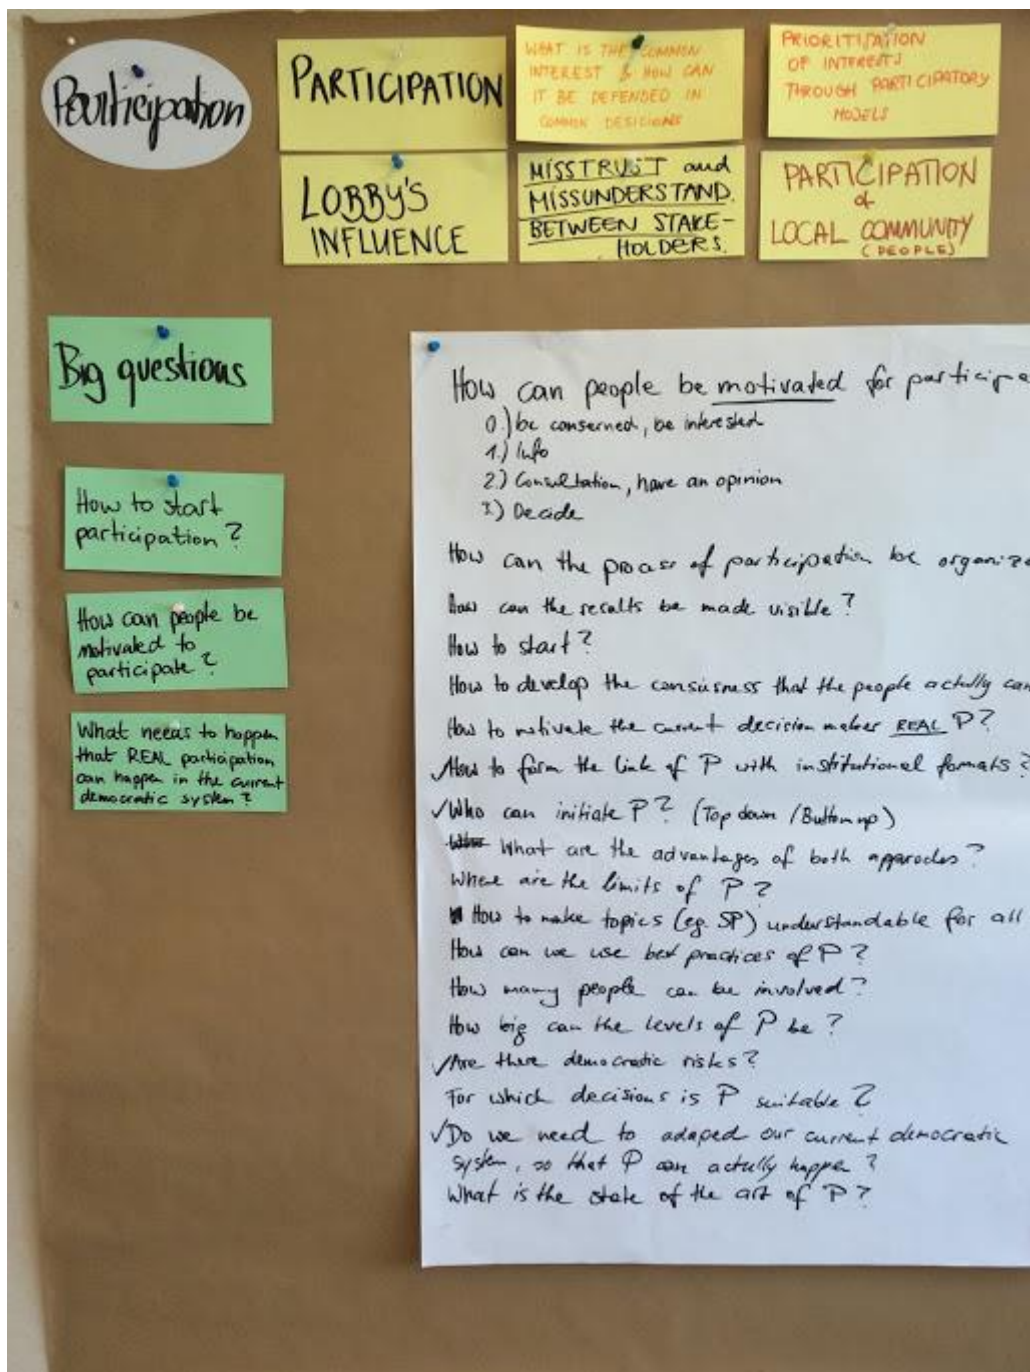 Participation
PARTICIPATION
WHAT IS THE COMMON
INTEREST & HOW CAN
IT BE DEFENDED IN
COMMON DESICIONS
PRIORITISATION
OF INTERESTS
THROUGH PARTICIPATORY
MODELS
LOBBY'S
INFLUENCE
MISSTRUST and
MISSUNDERSTAND.
BETWEEN STAKE-
HOLDERS.
PARTICIPATION
of
LOCAL COMMUNITY
(PEOPLE)
Big questions
How to start
participation?
How can people be
motivated to
participate?
What needs to happen
that REAL participation
can happen in the current
democratic system?
How can people be motivated for participa
0.) be conserned, be interested
1.) Info
2.) Consultation, have an opinion
3.) Decide
How can the process of participation be organize
How can the results be made visible?
How to start?
How to develop the consiusness that the people actully can
How to motivate the current decision maker REAL P?
✓How to form the link of P with institutional formats?
✓Who can initiate P? (Top down / Buttom up)
What are the advantages of both approches?
Where are the limits of P?
How to make topics (eg. SP) understandable for all
How can we use best practices of P?
How many people can be involved?
How big can the levels of P be?
✓Are there democratic risks?
For which decisions is P suitable?
✓Do we need to adaped our current democratic
system, so that P can actully happen?
What is the state of the art of P?